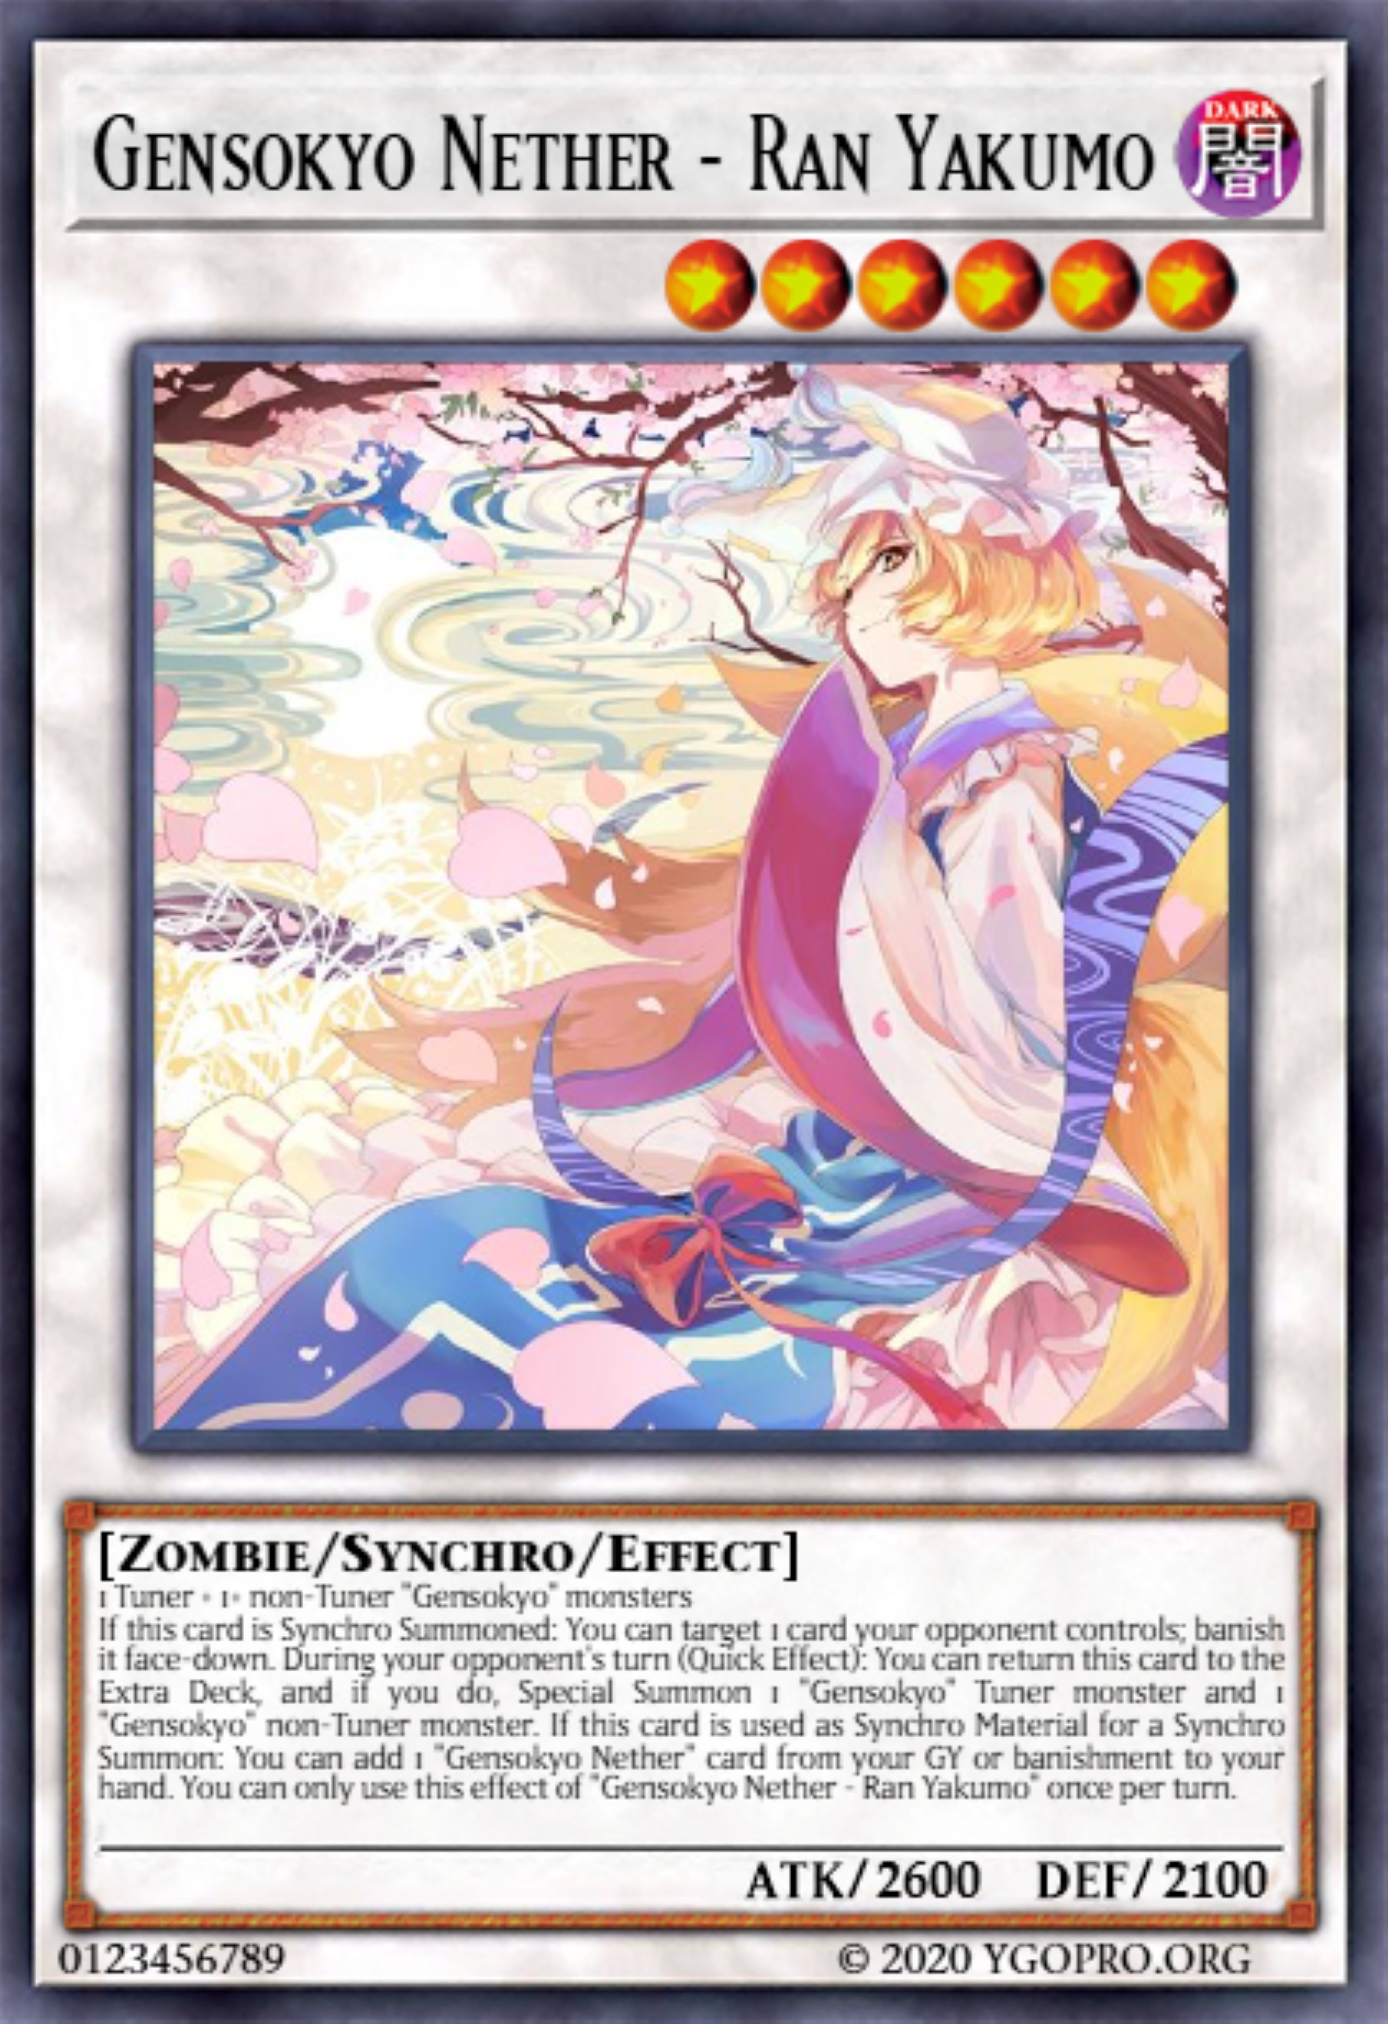 Gensokyo Nether - Ran Yakumo
DARK
闇
[Zombie/Synchro/Effect]
1 Tuner + 1+ non-Tuner "Gensokyo" monsters
If this card is Synchro Summoned: You can target 1 card your opponent controls; banish
it face-down. During your opponent's turn (Quick Effect): You can return this card to the
Extra Deck, and if you do, Special Summon 1 "Gensokyo" Tuner monster and 1
"Gensokyo" non-Tuner monster. If this card is used as Synchro Material for a Synchro
Summon: You can add 1 "Gensokyo Nether" card from your GY or banishment to your
hand. You can only use this effect of "Gensokyo Nether - Ran Yakumo" once per turn.
ATK/2600 DEF/2100
0123456789 © 2020 YGOPRO.ORG